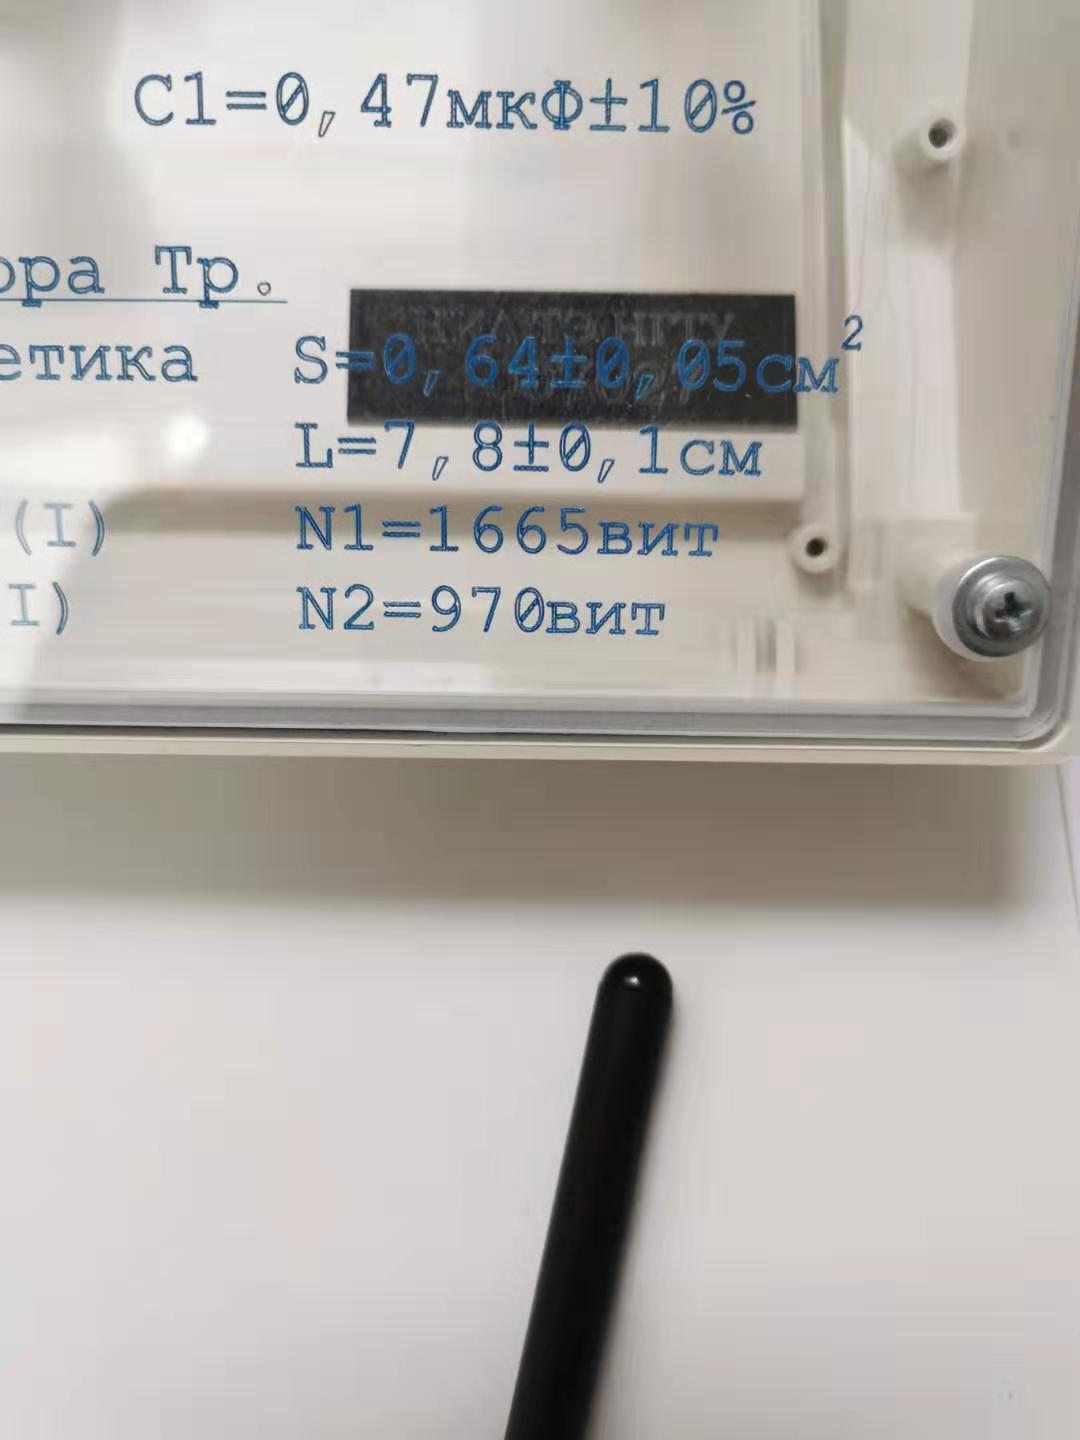 C1=0,47мкФ±10%
ора Тр.
етика S=0,64±0,05см²
L=7,8±0,1см
(I) N1=1665вит
I) N2=970вит